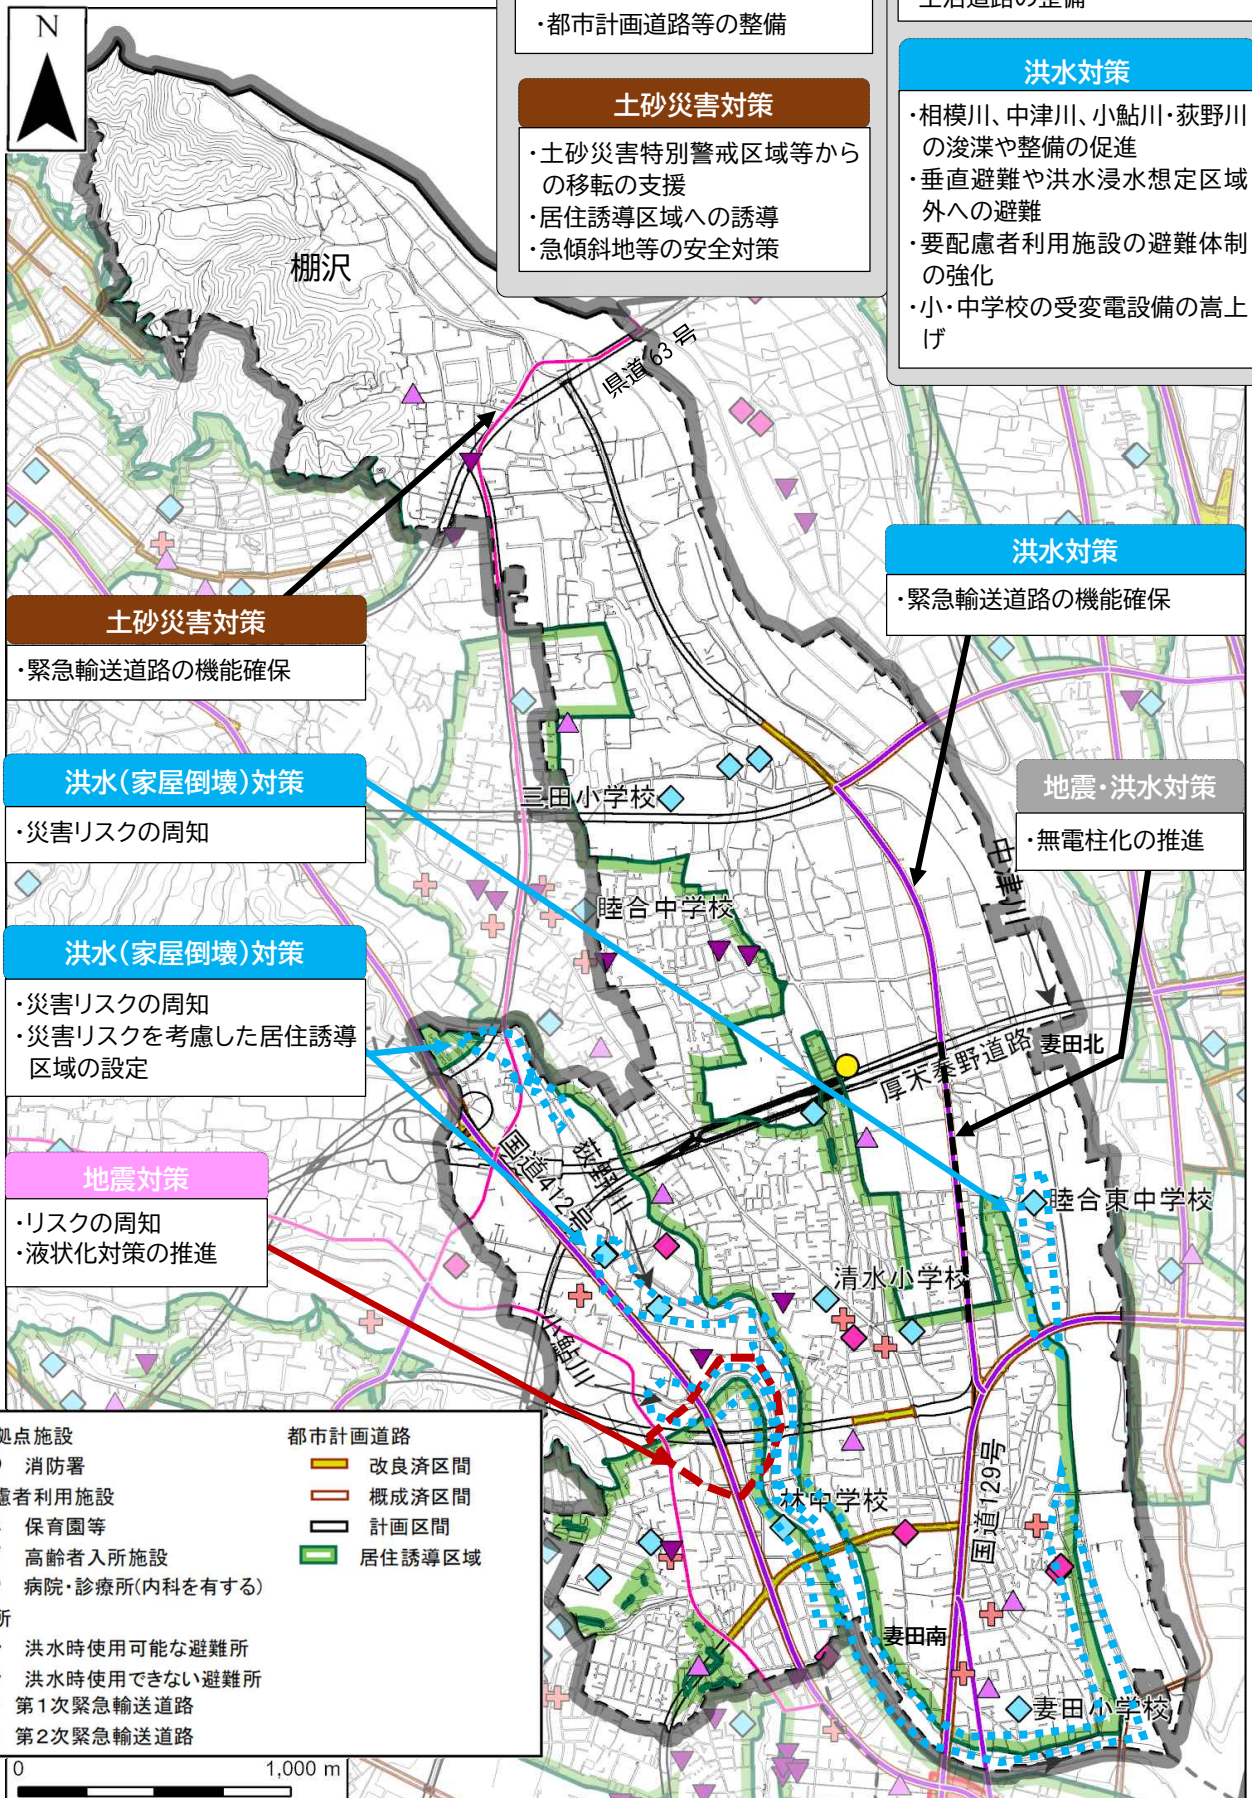 N
・都市計画道路等の整備
土砂災害対策
・土砂災害特別警戒区域等から
の移転の支援
・居住誘導区域への誘導
・急傾斜地等の安全対策
生活道路の整備
洪水対策
・相模川、中津川、小鮎川・荻野川
の浚渫や整備の促進
・垂直避難や洪水浸水想定区域
外への避難
・要配慮者利用施設の避難体制
の強化
・小・中学校の受変電設備の嵩上
げ
棚沢
県道63号
洪水対策
・緊急輸送道路の機能確保
土砂災害対策
・緊急輸送道路の機能確保
洪水(家屋倒壊)対策
・災害リスクの周知
三田小学校
地震・洪水対策
・無電柱化の推進
中津川
睦合中学校
洪水(家屋倒壊)対策
・災害リスクの周知
・災害リスクを考慮した居住誘導
区域の設定
厚木秦野道路
妻田北
国道412号
荻野川
地震対策
・リスクの周知
・液状化対策の推進
睦合東中学校
清水小学校
小鮎川
林中学校
国道129号
妻田南
妻田小学校
拠点施設
消防署
慮者利用施設
保育園等
高齢者入所施設
病院・診療所(内科を有する)
所
洪水時使用可能な避難所
洪水時使用できない避難所
第1次緊急輸送道路
第2次緊急輸送道路
都市計画道路
改良済区間
概成済区間
計画区間
居住誘導区域
0 1,000 m